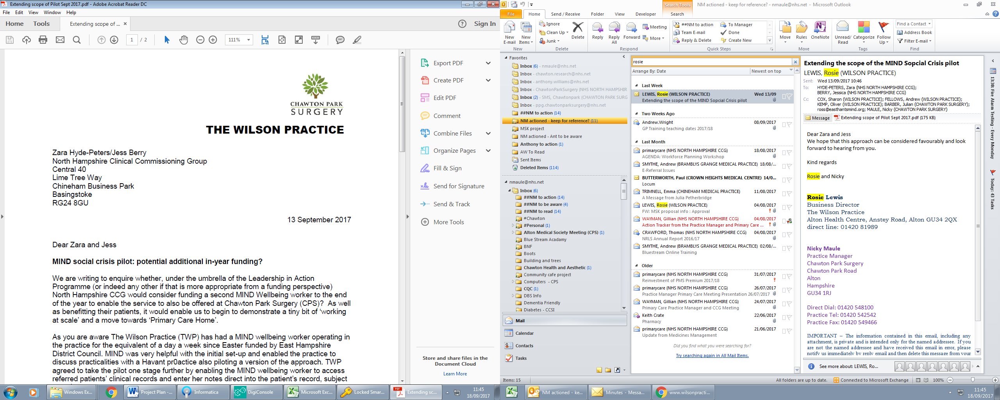 Extending scope of Pilot Sept 2017.pdf - Adobe Acrobat Reader DC
File Edit View Window Help
Home Tools Extending scope of ... × Sign In
1 / 2 111%
CHAWTON PARK
SURGERY
THE WILSON PRACTICE
Zara Hyde-Peters/Jess Berry
North Hampshire Clinical Commissioning Group
Central 40
Lime Tree Way
Chineham Business Park
Basingstoke
RG24 8GU
13 September 2017
Dear Zara and Jess
MIND social crisis pilot: potential additional in-year funding?
We are writing to enquire whether, under the umbrella of the Leadership in Action
Programme (or indeed any other if that is more appropriate from a funding perspective)
North Hampshire CCG would consider funding a second MIND Wellbeing worker to the end
of the year to enable the service to also be offered at Chawton Park Surgery (CPS)?  As well
as benefitting their patients, it would enable us to begin to demonstrate a tiny bit of ‘working
at scale’ and a move towards ‘Primary Care Home’.
As you are aware The Wilson Practice (TWP) has had a MIND wellbeing worker operating in
the practice for the equivalent of a day a week since Easter funded by East Hampshire
District Council. MIND was very helpful with the initial set-up and enabled the practice to
discuss practicalities with a Havant pr0actice also piloting a version of the approach. TWP
agreed to take the pilot one stage further by enabling the MIND wellbeing worker to access
referred patients’ clinical records and enter her notes direct into the patient’s record, subject
Export PDF
Create PDF
Edit PDF
Comment
Combine Files
Organize Pages
Fill & Sign
Send for Signature
Send & Track
More Tools
Store and share files in the
Document Cloud
Learn More
Windows Ex...
Project Plan -...
Informatica
DigiConsole
Microsoft Exc...
Locked Smar...
Extending sc...
11:45
18/09/2017
Search Tools NM actioned - keep for reference? - nmaule@nhs.net - Microsoft Outlook
File Home Send / Receive Folder View Developer Search
New E-mail
New Items
New
Ignore
Clean Up
Junk
Delete
Delete
Reply
Reply All
Forward
Meeting
More
Respond
##NM to action
Team E-mail
Reply & Delete
To Manager
Done
Create New
Quick Steps
Move
Rules
OneNote
Move
Unread/ Read
Categorize
Follow Up
Tags
Find a Contact
Address Book
Filter E-mail
Find
Favorites
Inbox (6) - nmaule@nhs.net
Inbox - chawton.research@nhs.net
Inbox - anthony.williams@nhs.net
Inbox - ChawtonParkSurgery (NHS NORTH HAMPSHIR
Inbox (2) - SMS, Chawtonpark (CHAWTON PARK SURG
Inbox - ppg.chawtonparksurgery@nhs.net
##NM to action (14)
NM actioned - keep for reference? (11)
MSK project
NM actioned - Ant to be aware
Anthony to action (1)
AW To Read
Sent Items
Deleted Items (114)
nmaule@nhs.net
Inbox (6)
##NM to action (14)
##NM to be aware (4)
##NM to read (14)
#Chawton
#Personal (1)
Alton Medical Society Meeting (CPS) (1)
Blue Stream Acadamy
BNF
Boots
Building and trees
Chawton Health and Aesthetic (1)
Community cafe project
Computers - CPS
CQC (1)
DBS Info
Dementia Friendly
Diabetes - CCSI
Mail
Calendar
Contacts
Tasks
rosie
Arrange By: Date Newest on top
Last Week
LEWIS, Rosie (WILSON PRACTICE) Wed 13/09
Extending the scope of the MIND Sopcial Crisis pilot
Two Weeks Ago
Andrew.Wright 08/09/2017
GP Training teaching dates 2017/18
Last Month
primarycare (NHS NORTH HAMPSHIRE CCG) 18/08/2017
AGENDA: Workforce Planning Workshop
SMYTHE, Andrew (BRAMBLYS GRANGE MEDICAL PRACTICE) 18/08/...
E-Referral Issues
BUTTERWORTH, Paul (CROWN HEIGHTS MEDICAL CENTRE) 14/0...
Locum
TRIMNELL, Emma (CHINEHAM MEDICAL PRACTICE) 11/08/2017
A Message from Julia Petherbridge
LEWIS, Rosie (WILSON PRACTICE) 04/08/2017
FW: MSK proposal info : Approval
WAYMAN, Gillian (NHS NORTH HAMPSHIRE CCG) 04/08/2017
Action Tracker from the Practice Manager and Primary Care ...
CRAWFORD, Thomas (NHS NORTH HAMPSHIRE CCG) 04/08/2017
NRLS Annual Report 2016/17
SMYTHE, Andrew (BRAMBLYS GRANGE MEDICAL PRACTICE) 02/08/...
Bluestream Online Training
Older
primarycare (NHS NORTH HAMPSHIRE CCG) 31/07/2017
Reinvestment of PMS Premium 2017/18
primarycare (NHS NORTH HAMPSHIRE CCG) 26/07/2017
Practice Manager Primary Care Meeting Presentation 26/07/2017
WAYMAN, Gillian (NHS NORTH HAMPSHIRE CCG) 24/07/2017
Primary Care Practice Manager and CCG Meeting
Keith Crate 22/06/2017
Pharmacy
primarycare (NHS NORTH HAMPSHIRE CCG) 21/06/2017
Update from Medicines Management
Did you find what you were searching for?
Try searching again in All Mail Items.
Extending the scope of the MIND Sopcial Crisis pilot
LEWIS, Rosie (WILSON PRACTICE)
Sent: Wed 13/09/2017 10:46
To: HYDE-PETERS, Zara (NHS NORTH HAMPSHIRE CCG);
BERRY, Jessica (NHS NORTH HAMPSHIRE CCG)
Cc: COX, Sharon (WILSON PRACTICE); FELLOWS, Andrew (WILSON PRACTICE);
KEMP, Oliver (WILSON PRACTICE); BARBER, Julian (CHAWTON PARK SURGERY);
ross@easthantsmind.org; MAULE, Nicky (CHAWTON PARK SURGERY)
Message Extending scope of Pilot Sept 2017.pdf (175 KB)
Dear Zara and Jess
We hope that this approach can be considered favourably and look
forward to hearing from you.
Kind regards
Rosie and Nicky
Rosie Lewis
Business Director
The Wilson Practice
Alton Health Centre, Anstey Road, Alton GU34 2QX
direct line: 01420 81989
Nicky Maule
Practice Manager
Chawton Park Surgery
Chawton Park Road
Alton
Hampshire
GU34 1RJ
Direct Dial: 01420 548100
Practice Tel: 01420 542542
Practice Fax: 01420 549466
IMPORTANT – The information contained in this email, including any
attachment, is private and is intended only for the named addressee. If you
are not the named addressee and have received this email in error, please
notify us immediately by reply email and then delete this message from your
See more about: LEWIS, Ro...
13:30: Fire Alarm Testing - Every Monday
Today: 43 Tasks
Items: 15
All folders are up to date. Connected to Microsoft Exchange 100%
NM actioned - ke...
Minutes - Messa...
www.wilsonpracti...
11:45
18/09/2017